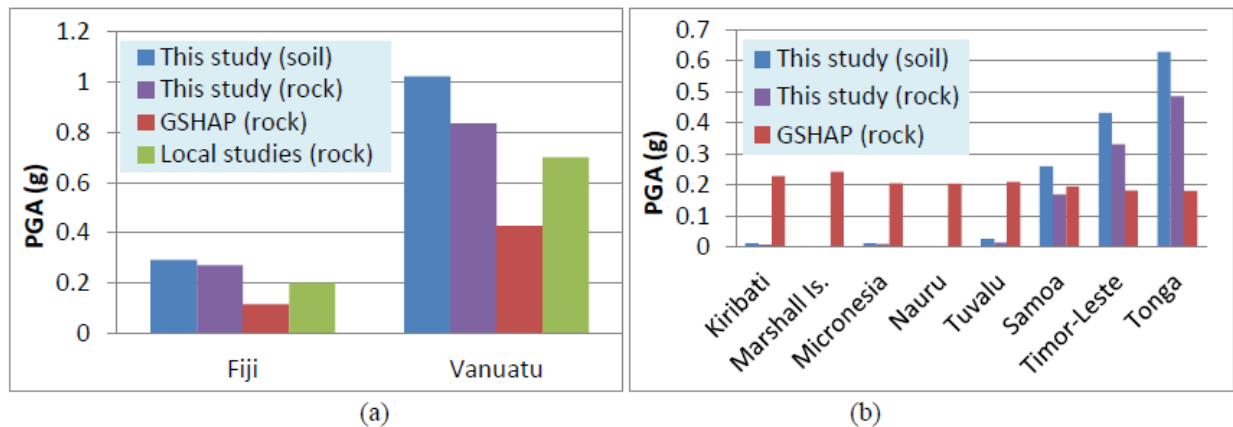 1.2
1
0.8
0.6
0.4
0.2
0
PGA (g)
This study (soil)
This study (rock)
GSHAP (rock)
Local studies (rock)
Fiji
Vanuatu
(a)
0.7
0.6
0.5
0.4
0.3
0.2
0.1
0
PGA (g)
This study (soil)
This study (rock)
GSHAP (rock)
Kiribati
Marshall Is.
Micronesia
Nauru
Tuvalu
Samoa
Timor-Leste
Tonga
(b)